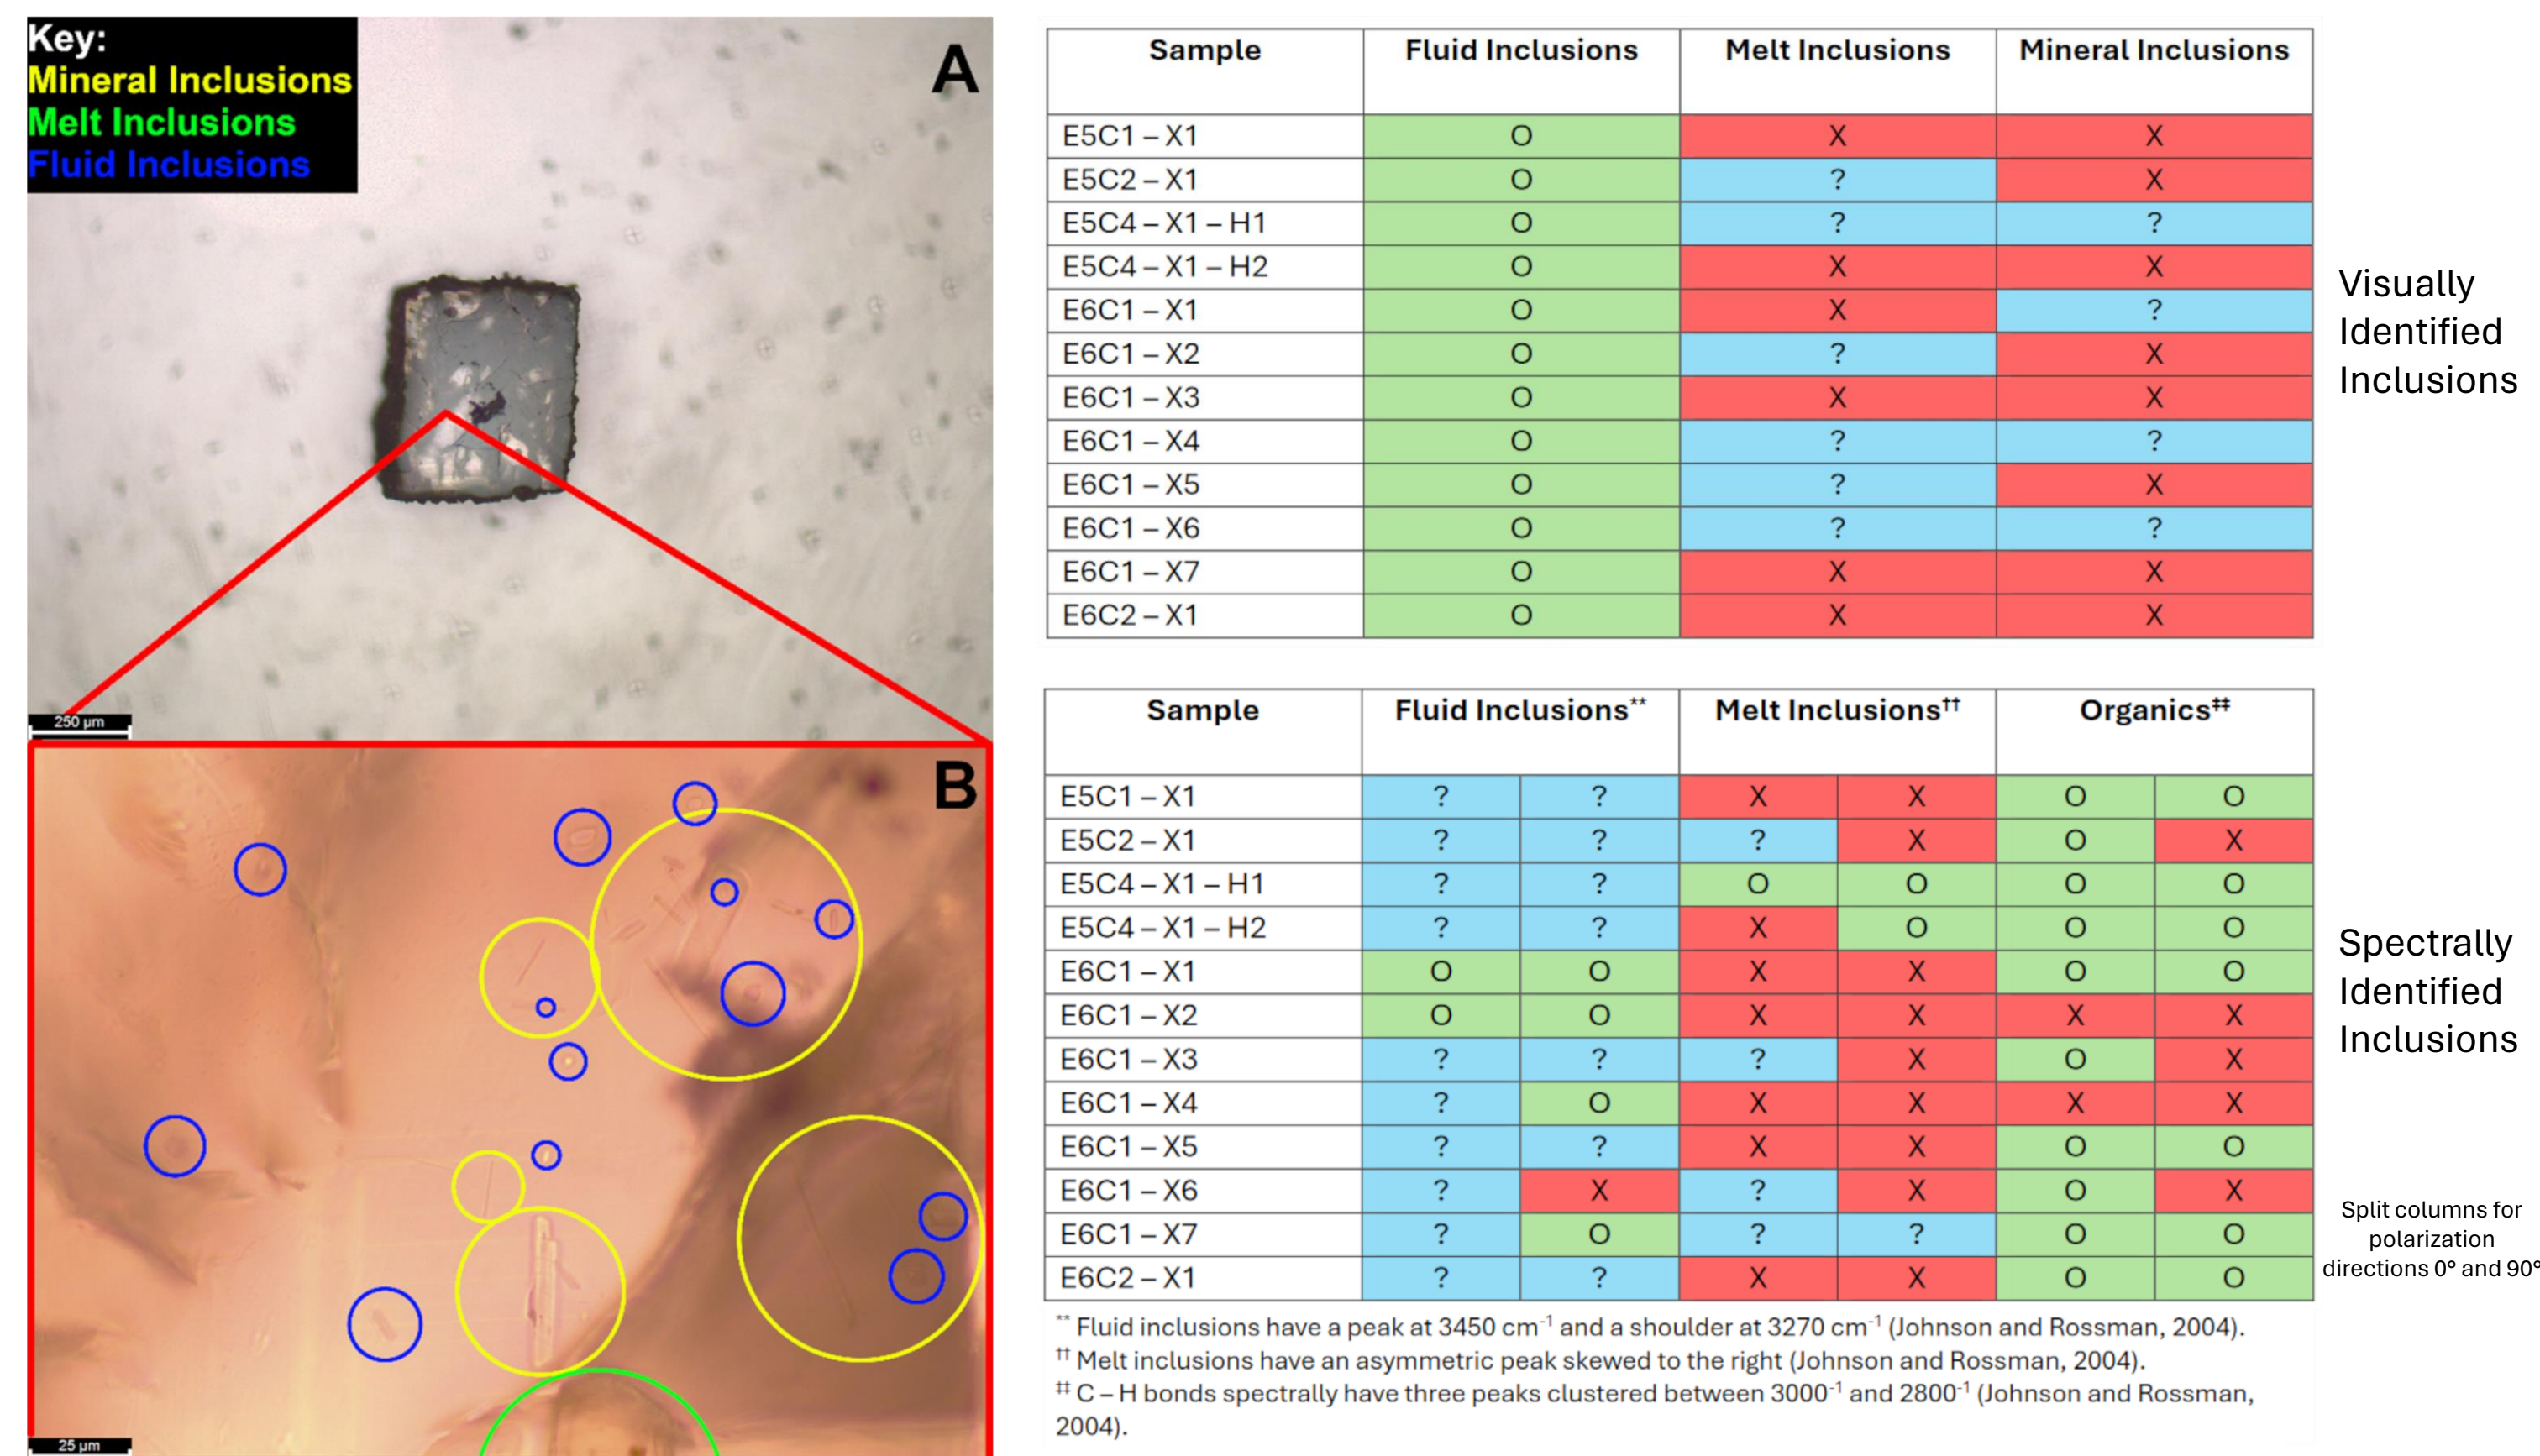 Key:
Mineral Inclusions
Melt Inclusions
Fluid Inclusions
A
250 µm
B
25 µm
Sample Fluid Inclusions Melt Inclusions Mineral Inclusions
E5C1 – X1 O X X
E5C2 – X1 O ? X
E5C4 – X1 – H1 O ? ?
E5C4 – X1 – H2 O X X
E6C1 – X1 O X ?
E6C1 – X2 O ? X
E6C1 – X3 O X X
E6C1 – X4 O ? ?
E6C1 – X5 O ? X
E6C1 – X6 O ? ?
E6C1 – X7 O X X
E6C2 – X1 O X X
Visually
Identified
Inclusions
Sample Fluid Inclusions** Melt Inclusions†† Organics‡‡
E5C1 – X1 ? ? X X O O
E5C2 – X1 ? ? ? X O X
E5C4 – X1 – H1 ? ? O O O O
E5C4 – X1 – H2 ? ? X O O O
E6C1 – X1 O O X X O O
E6C1 – X2 O O X X X X
E6C1 – X3 ? ? ? X O X
E6C1 – X4 ? O X X X X
E6C1 – X5 ? ? X X O O
E6C1 – X6 ? X ? X O X
E6C1 – X7 ? O ? ? O O
E6C2 – X1 ? ? X X O O
Spectrally
Identified
Inclusions
Split columns for
polarization
directions 0° and 90°
** Fluid inclusions have a peak at 3450 cm⁻¹ and a shoulder at 3270 cm⁻¹ (Johnson and Rossman, 2004).
†† Melt inclusions have an asymmetric peak skewed to the right (Johnson and Rossman, 2004).
‡‡ C – H bonds spectrally have three peaks clustered between 3000⁻¹ and 2800⁻¹ (Johnson and Rossman,
2004).